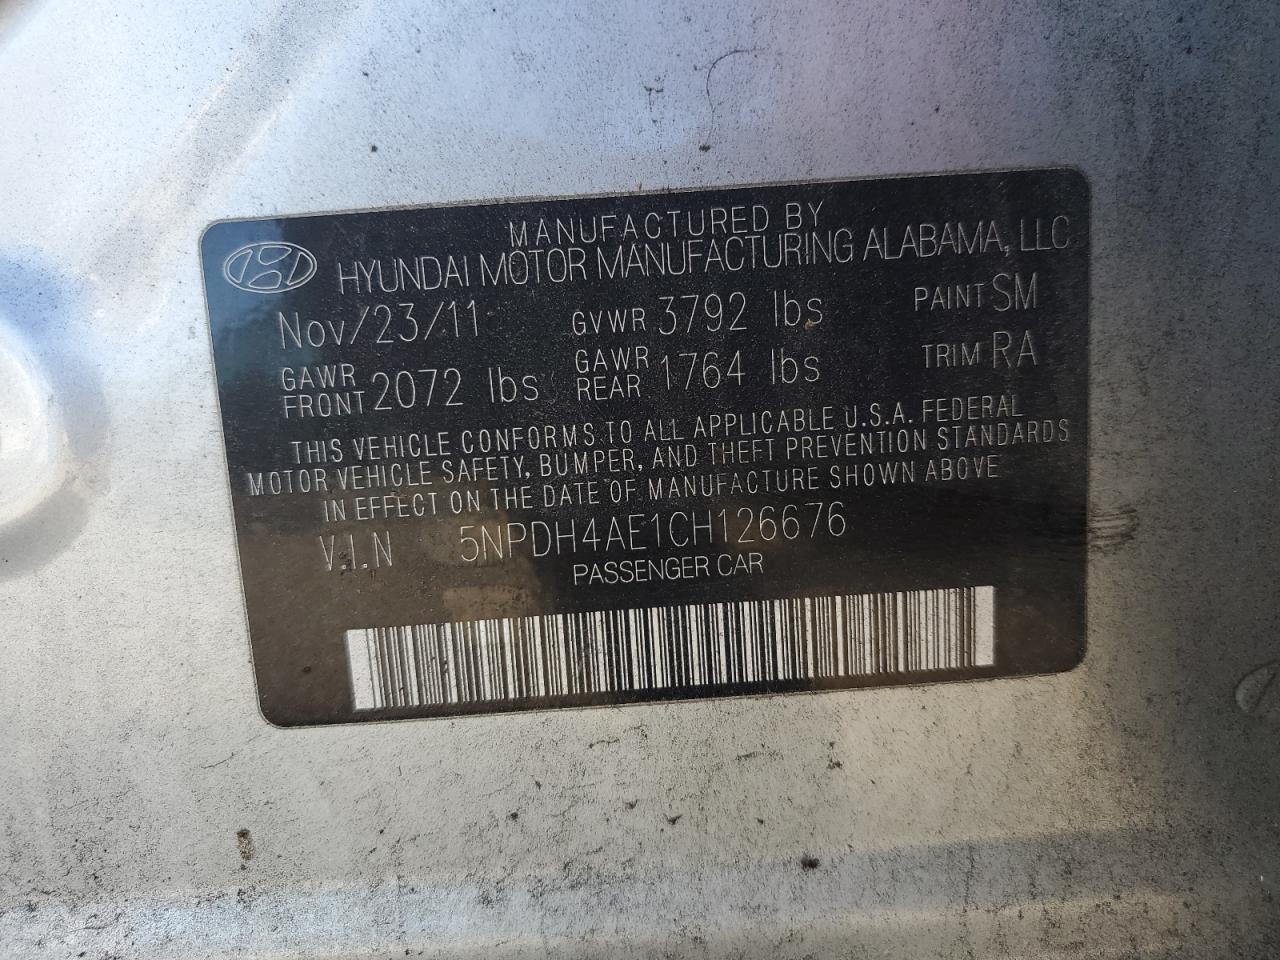 MANUFACTURED BY
HYUNDAI MOTOR MANUFACTURING ALABAMA, LLC
Nov/23/11 GVWR 3792 lbs PAINT SM
GAWR FRONT 2072 lbs GAWR REAR 1764 lbs TRIM RA
THIS VEHICLE CONFORMS TO ALL APPLICABLE U.S.A. FEDERAL
MOTOR VEHICLE SAFETY, BUMPER, AND THEFT PREVENTION STANDARDS
IN EFFECT ON THE DATE OF MANUFACTURE SHOWN ABOVE
V.I.N 5NPDH4AE1CH126676
PASSENGER CAR